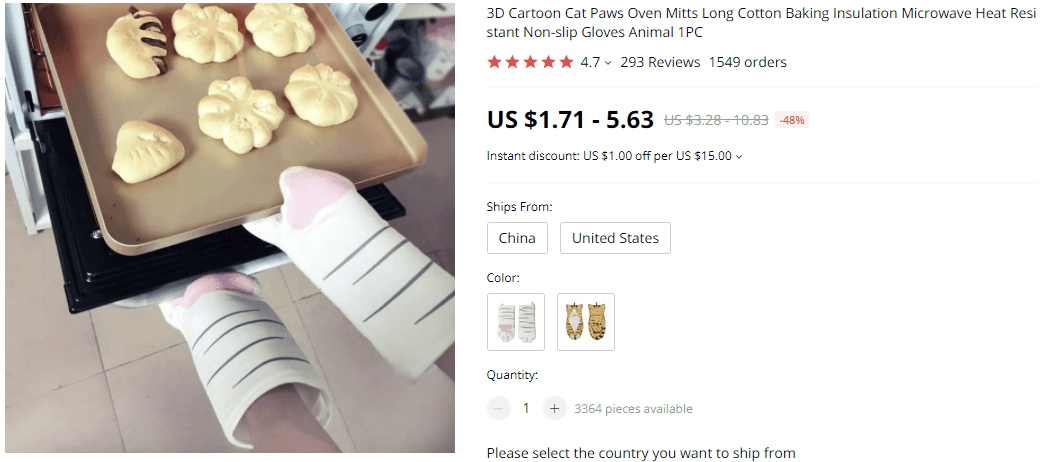 3D Cartoon Cat Paws Oven Mitts Long Cotton Baking Insulation Microwave Heat Resi
stant Non-slip Gloves Animal 1PC
4.7 293 Reviews 1549 orders
US $1.71 - 5.63 US $3.28 - 10.83 -48%
Instant discount: US $1.00 off per US $15.00
Ships From:
China United States
Color:
Quantity:
1 3364 pieces available
Please select the country you want to ship from